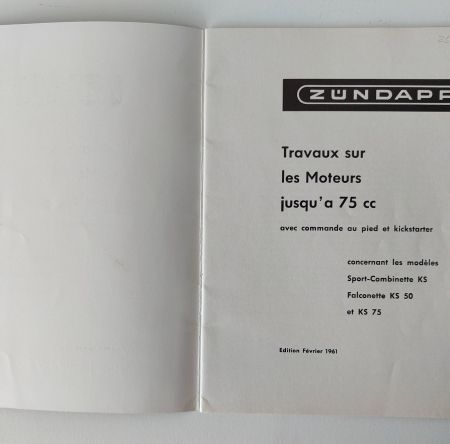 ZÜNDAPP
Travaux sur
les Moteurs
jusqu'a 75 cc
avec commande au pied et kickstarter
concernant les modèles
Sport-Combinette KS
Falconette KS 50
et KS 75
Edition Février 1961